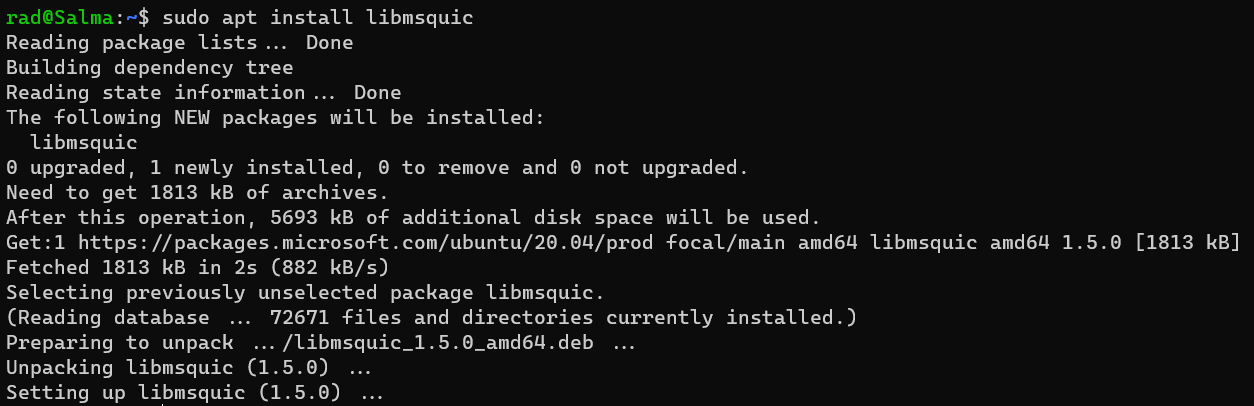 rad@Salma:~$ sudo apt install libmsquic
Reading package lists... Done
Building dependency tree
Reading state information... Done
The following NEW packages will be installed:
  libmsquic
0 upgraded, 1 newly installed, 0 to remove and 0 not upgraded.
Need to get 1813 kB of archives.
After this operation, 5693 kB of additional disk space will be used.
Get:1 https://packages.microsoft.com/ubuntu/20.04/prod focal/main amd64 libmsquic amd64 1.5.0 [1813 kB]
Fetched 1813 kB in 2s (882 kB/s)
Selecting previously unselected package libmsquic.
(Reading database ... 72671 files and directories currently installed.)
Preparing to unpack .../libmsquic_1.5.0_amd64.deb ...
Unpacking libmsquic (1.5.0) ...
Setting up libmsquic (1.5.0) ...